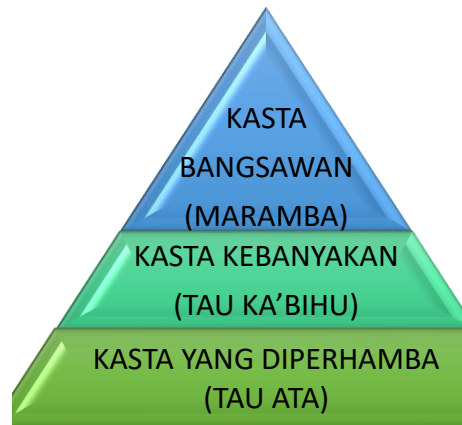 KASTA
BANGSAWAN
(MARAMBA)
KASTA KEBANYAKAN
(TAU KA’BIHU)
KASTA YANG DIPERHAMBA
(TAU ATA)